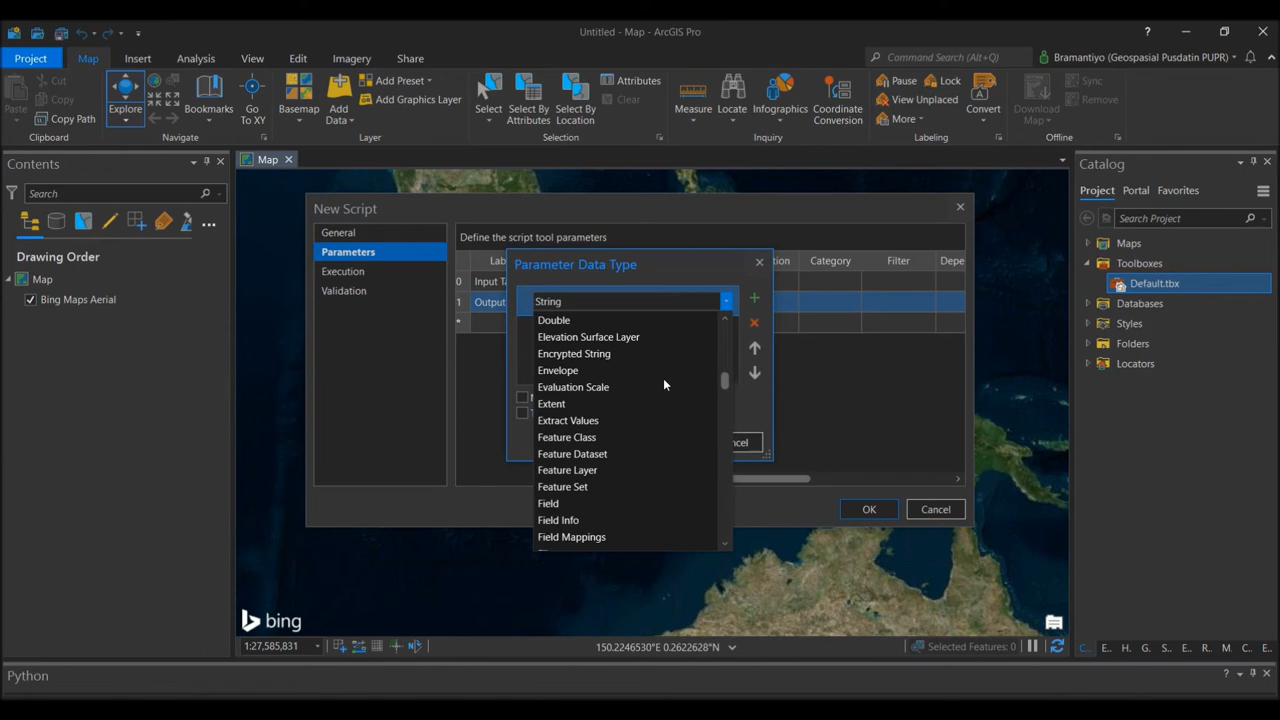 Untitled - Map - ArcGIS Pro
Project
Map
Insert
Analysis
View
Edit
Imagery
Share
Command Search (Alt+Q)
Bramantiyo (Geospasial Pusdatin PUPR)
Paste
Cut
Copy
Copy Path
Clipboard
Explore
Bookmarks
Go
To XY
Navigate
Basemap
Add
Data
Add Preset
Add Graphics Layer
Layer
Select
Select By
Attributes
Select By
Location
Attributes
Clear
Selection
Measure
Locate
Infographics
Coordinate
Conversion
Inquiry
Pause
Lock
View Unplaced
More
Convert
Labeling
Download
Map
Sync
Remove
Offline
Contents
Search
Drawing Order
Map
Bing Maps Aerial
Map
New Script
General
Parameters
Execution
Validation
Define the script tool parameters
Category
Filter
Depe
0
Input Ta
1
Output
*
Parameter Data Type
String
Double
Elevation Surface Layer
Encrypted String
Envelope
Evaluation Scale
Extent
Extract Values
Feature Class
Feature Dataset
Feature Layer
Feature Set
Field
Field Info
Field Mappings
OK
Cancel
bing
1:27,585,831
150.2246530°E 0.2622628°N
Selected Features: 0
Catalog
Project
Portal
Favorites
Search Project
Maps
Toolboxes
Default.tbx
Databases
Styles
Folders
Locators
C...
E...
H.
G.
S...
E...
R...
M.
C...
E...
Python